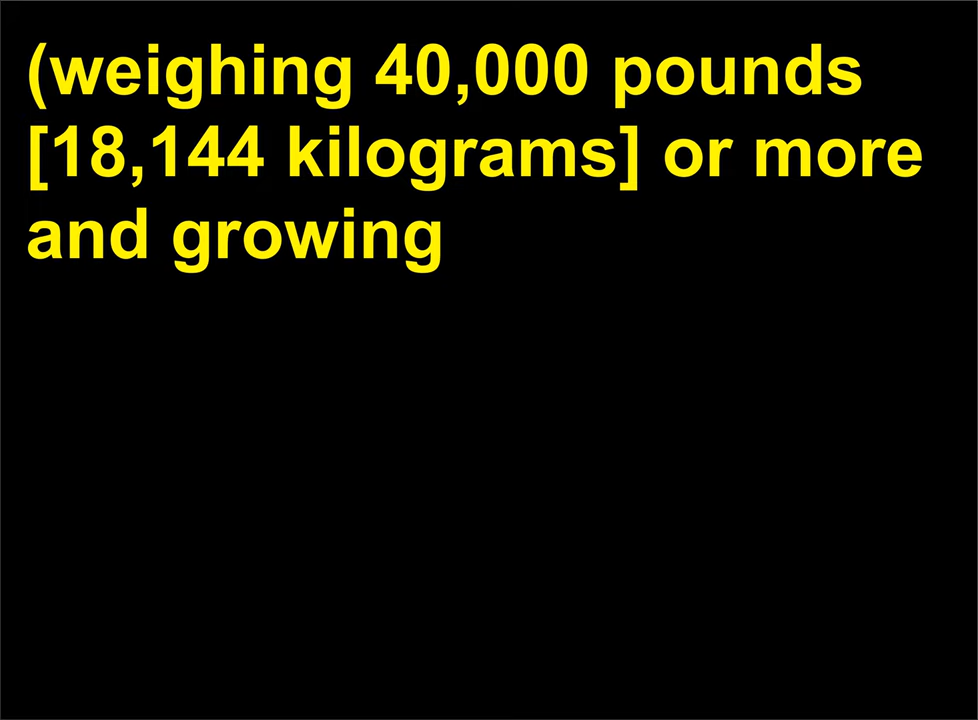 (weighing 40,000 pounds
[18,144 kilograms] or more
and growing